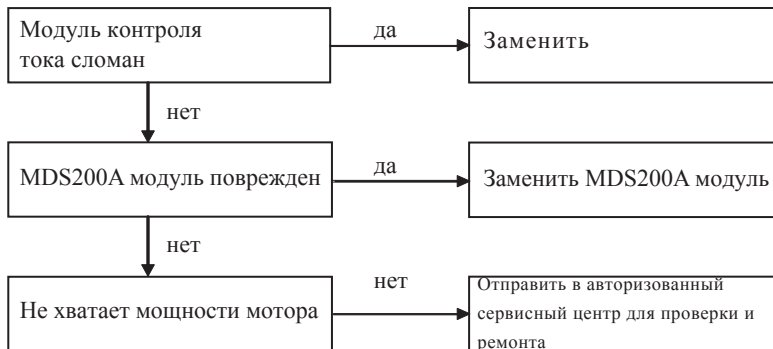 Модуль контроля
тока сломан
да
Заменить
нет
MDS200A модуль поврежден
да
Заменить MDS200A модуль
нет
Не хватает мощности мотора
нет
Отправить в авторизованный
сервисный центр для проверки и
ремонта